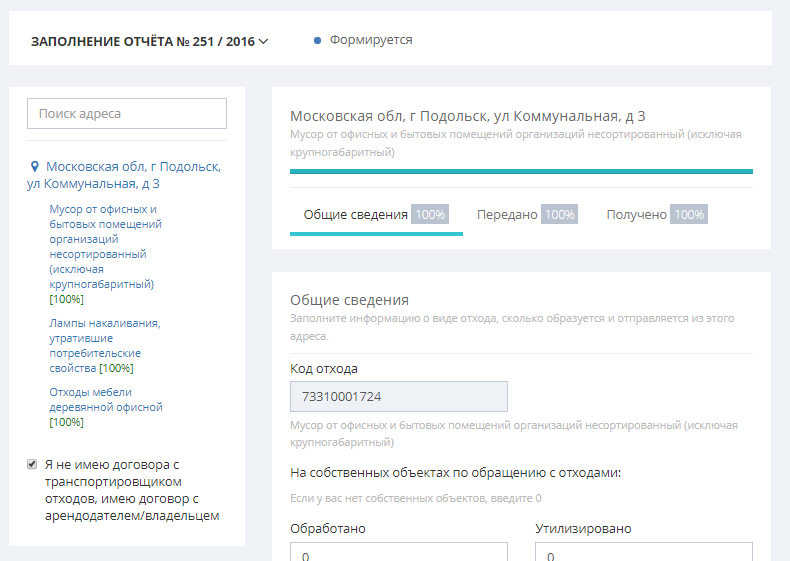 ЗАПОЛНЕНИЕ ОТЧЁТА № 251 / 2016
Формируется
Поиск адреса
Московская обл, г Подольск,
ул Коммунальная, д 3
Мусор от офисных и
бытовых помещений
организаций
несортированный
(исключая
крупногабаритный)
[100%]
Лампы накаливания,
утратившие
потребительские
свойства [100%]
Отходы мебели
деревянной офисной
[100%]
Я не имею договора с
транспортировщиком
отходов, имею договор с
арендодателем/владельцем
Московская обл, г Подольск, ул Коммунальная, д 3
Мусор от офисных и бытовых помещений организаций несортированный (исключая
крупногабаритный)
Общие сведения 100% Передано 100% Получено 100%
Общие сведения
Заполните информацию о виде отхода, сколько образуется и отправляется из этого
адреса.
Код отхода
73310001724
Мусор от офисных и бытовых помещений организаций несортированный (исключая
крупногабаритный)
На собственных объектах по обращению с отходами:
Если у вас нет собственных объектов, введите 0
Обработано Утилизировано
0 0